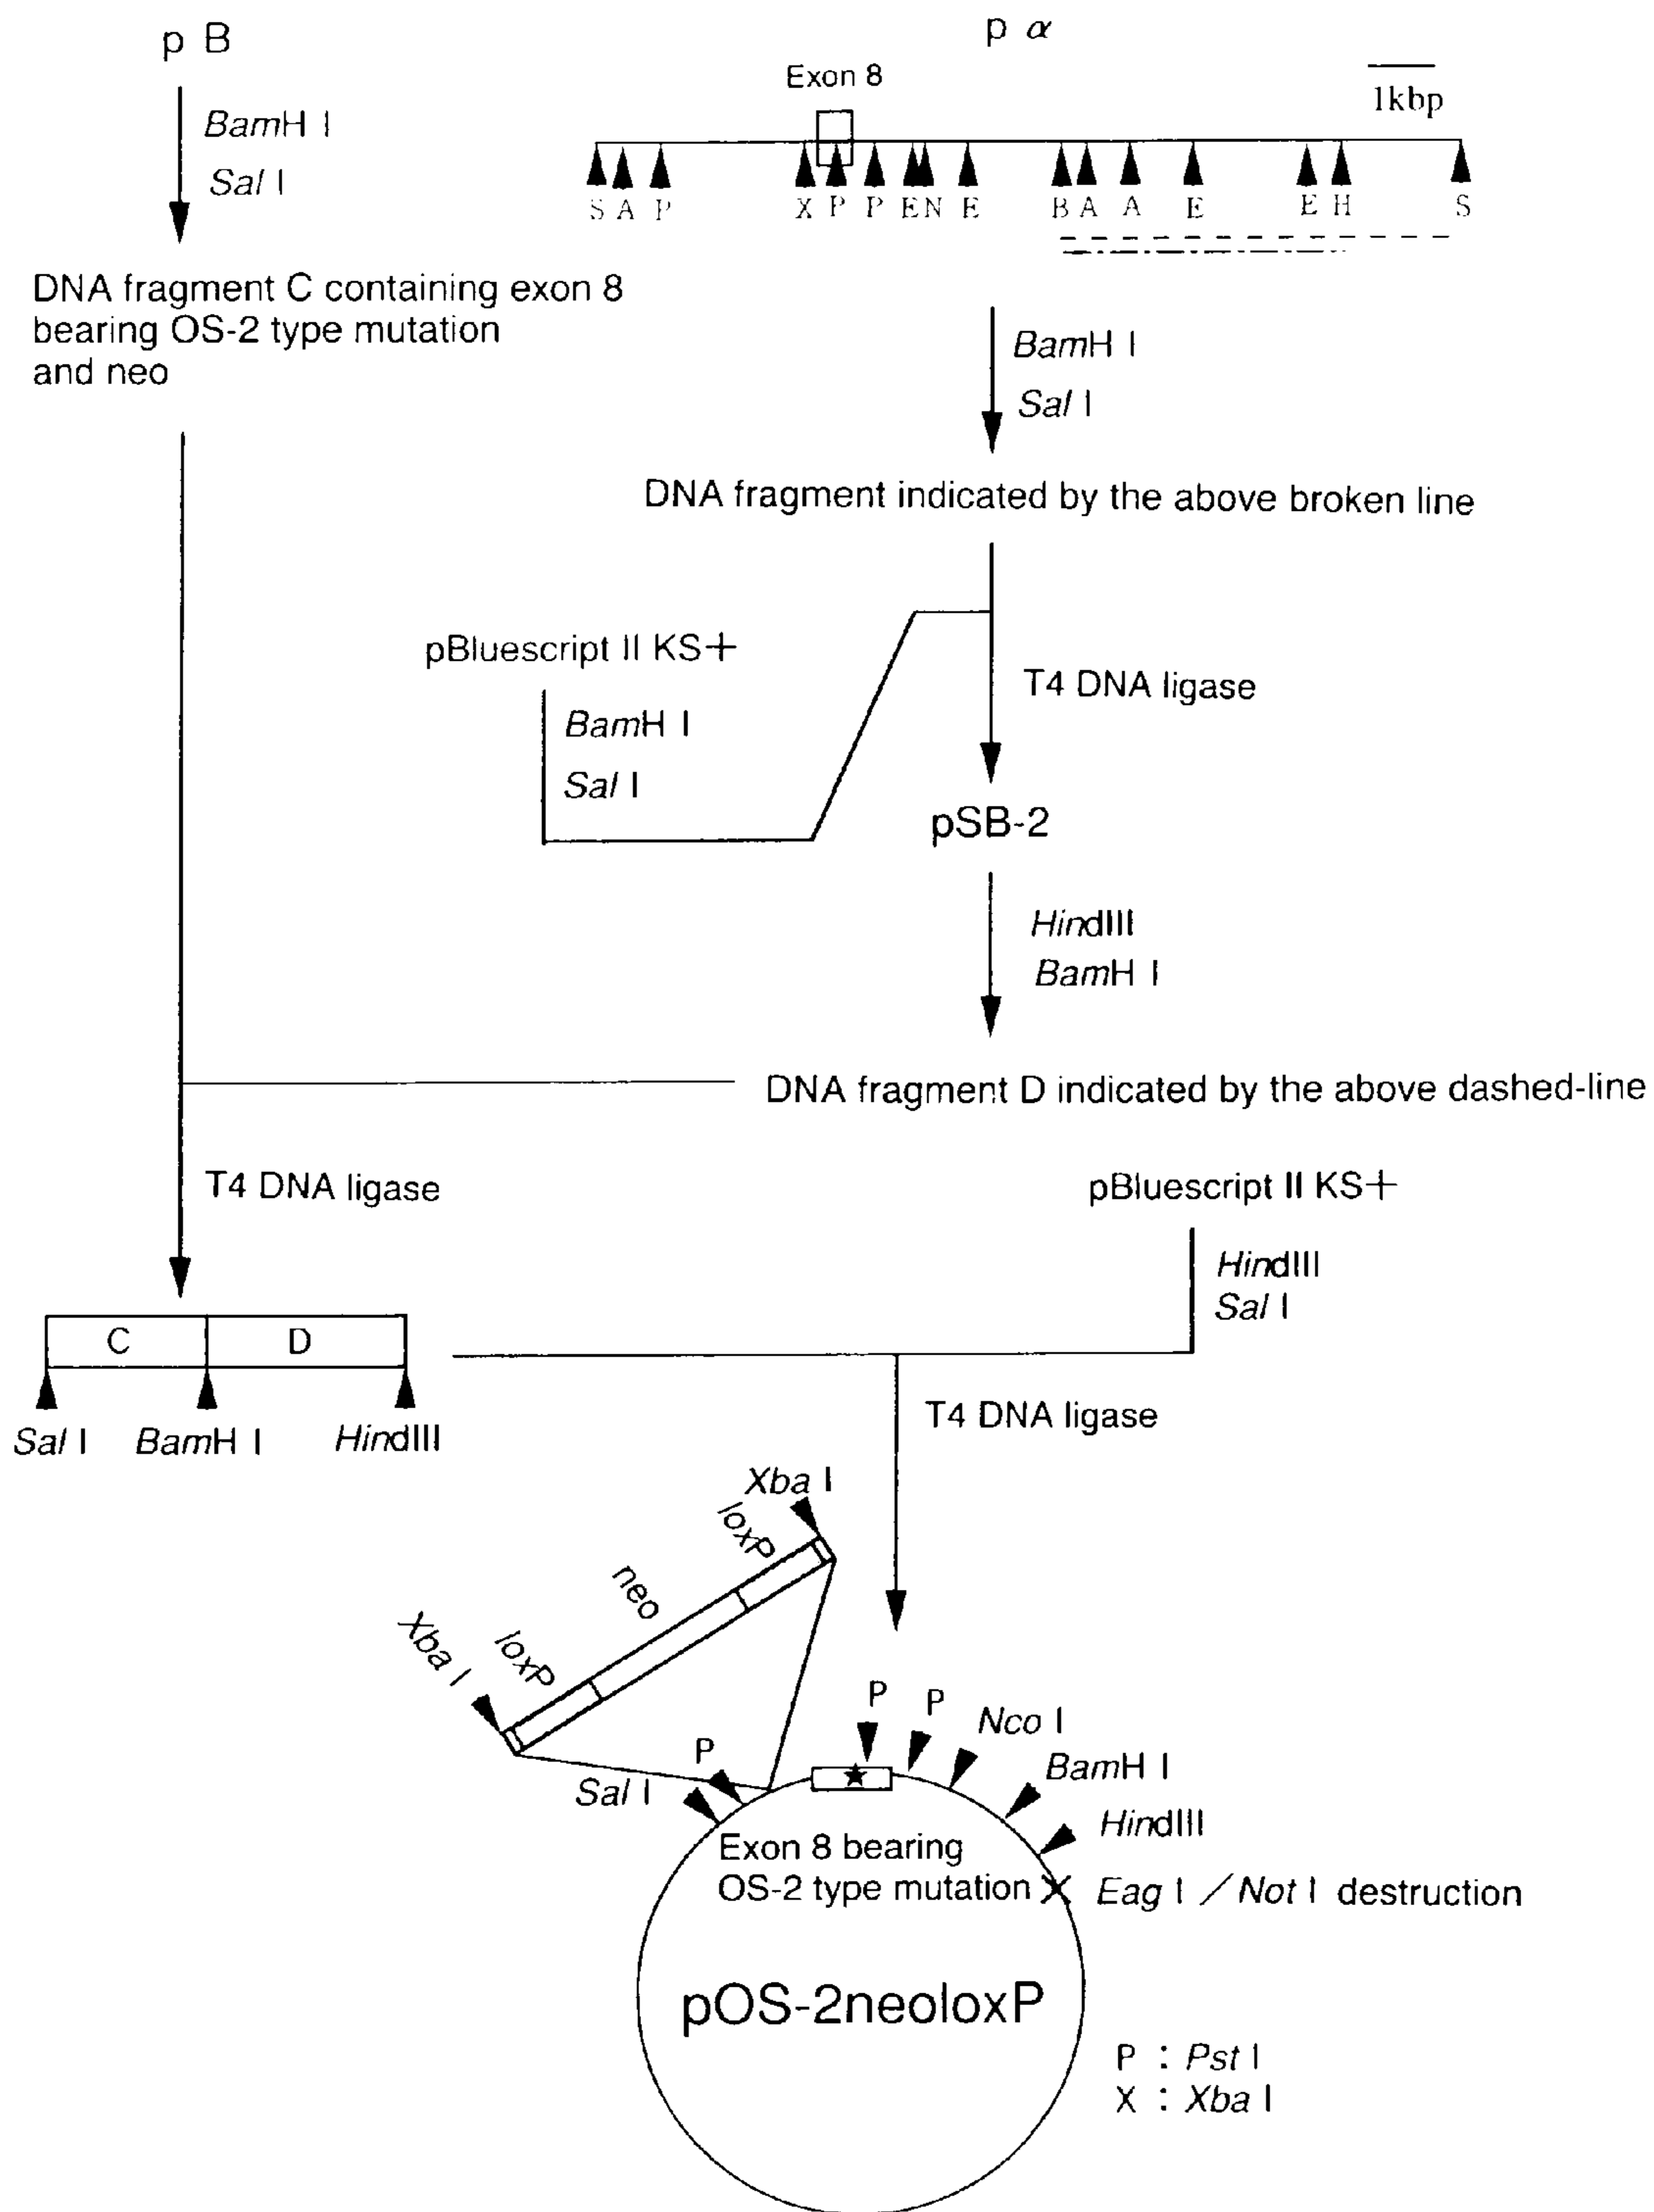 p B
p α
Exon 8
1kbp
BamH I
Sal I
S A P X P P E N E B A A E E H S
DNA fragment C containing exon 8
bearing OS-2 type mutation
and neo
BamH I
Sal I
DNA fragment indicated by the above broken line
pBluescript II KS+
BamH I
Sal I
T4 DNA ligase
pSB-2
HindIII
BamH I
DNA fragment D indicated by the above dashed-line
T4 DNA ligase
pBluescript II KS+
HindIII
Sal I
C D
Sal I BamH I HindIII
T4 DNA ligase
Xba I
loxP
neo
loxP
Xba I
P
Sal I
P
P
Nco I
BamH I
HindIII
Exon 8 bearing
OS-2 type mutation
Eag I / Not I destruction
pOS-2neoloxP
P : Pst I
X : Xba I